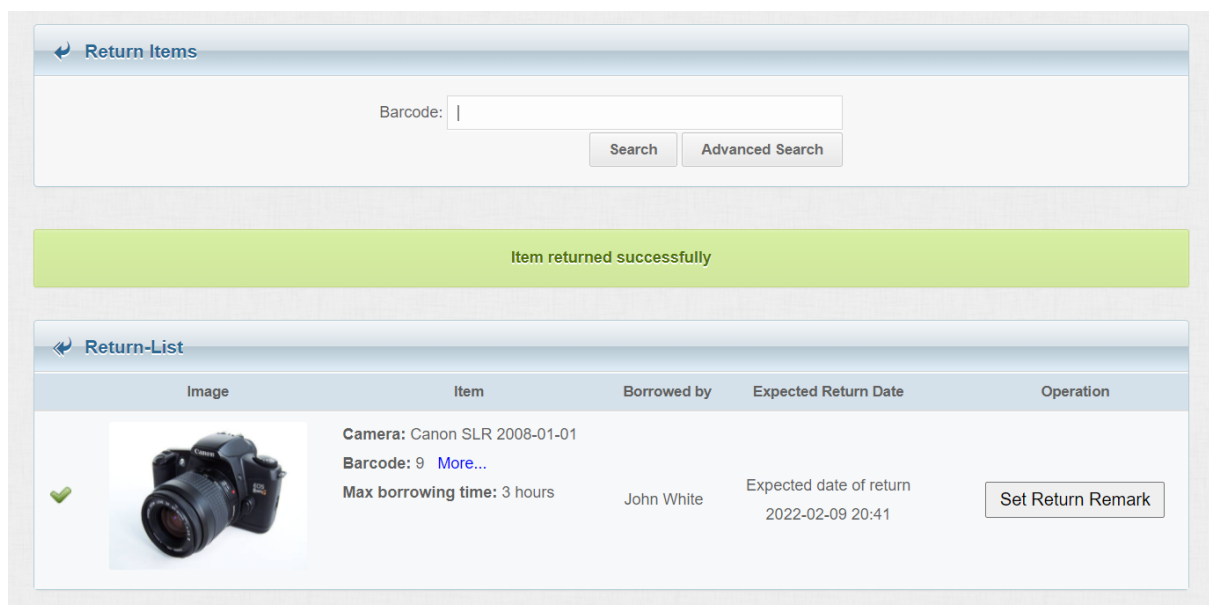 Return Items
Barcode:
Search Advanced Search
Item returned successfully
Return-List
Image Item Borrowed by Expected Return Date Operation
Canon
EOS
Camera: Canon SLR 2008-01-01
Barcode: 9 More...
Max borrowing time: 3 hours
John White
Expected date of return
2022-02-09 20:41
Set Return Remark